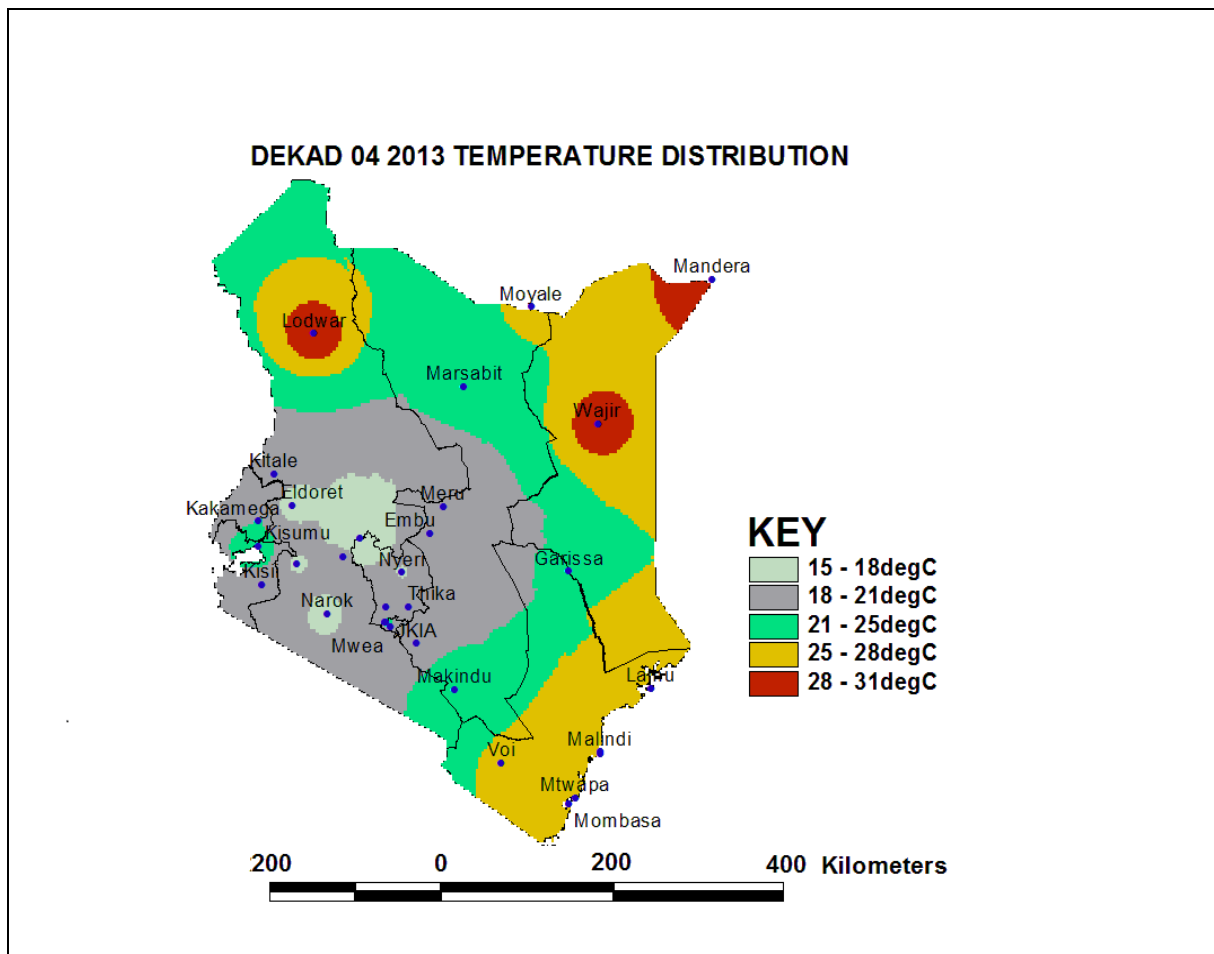 DEKAD 04 2013 TEMPERATURE DISTRIBUTION
Mandera
Moyale
Lodwar
Marsabit
Wajir
Kitale
Eldoret
Meru
Kakamega
Embu
Kisumu
Nyeri
Garissa
Kisii
Narok
Thika
Mwea
JKIA
Makindu
Lamu
Voi
Malindi
Mtwapa
Mombasa
KEY
15 - 18degC
18 - 21degC
21 - 25degC
25 - 28degC
28 - 31degC
200 0 200 400 Kilometers